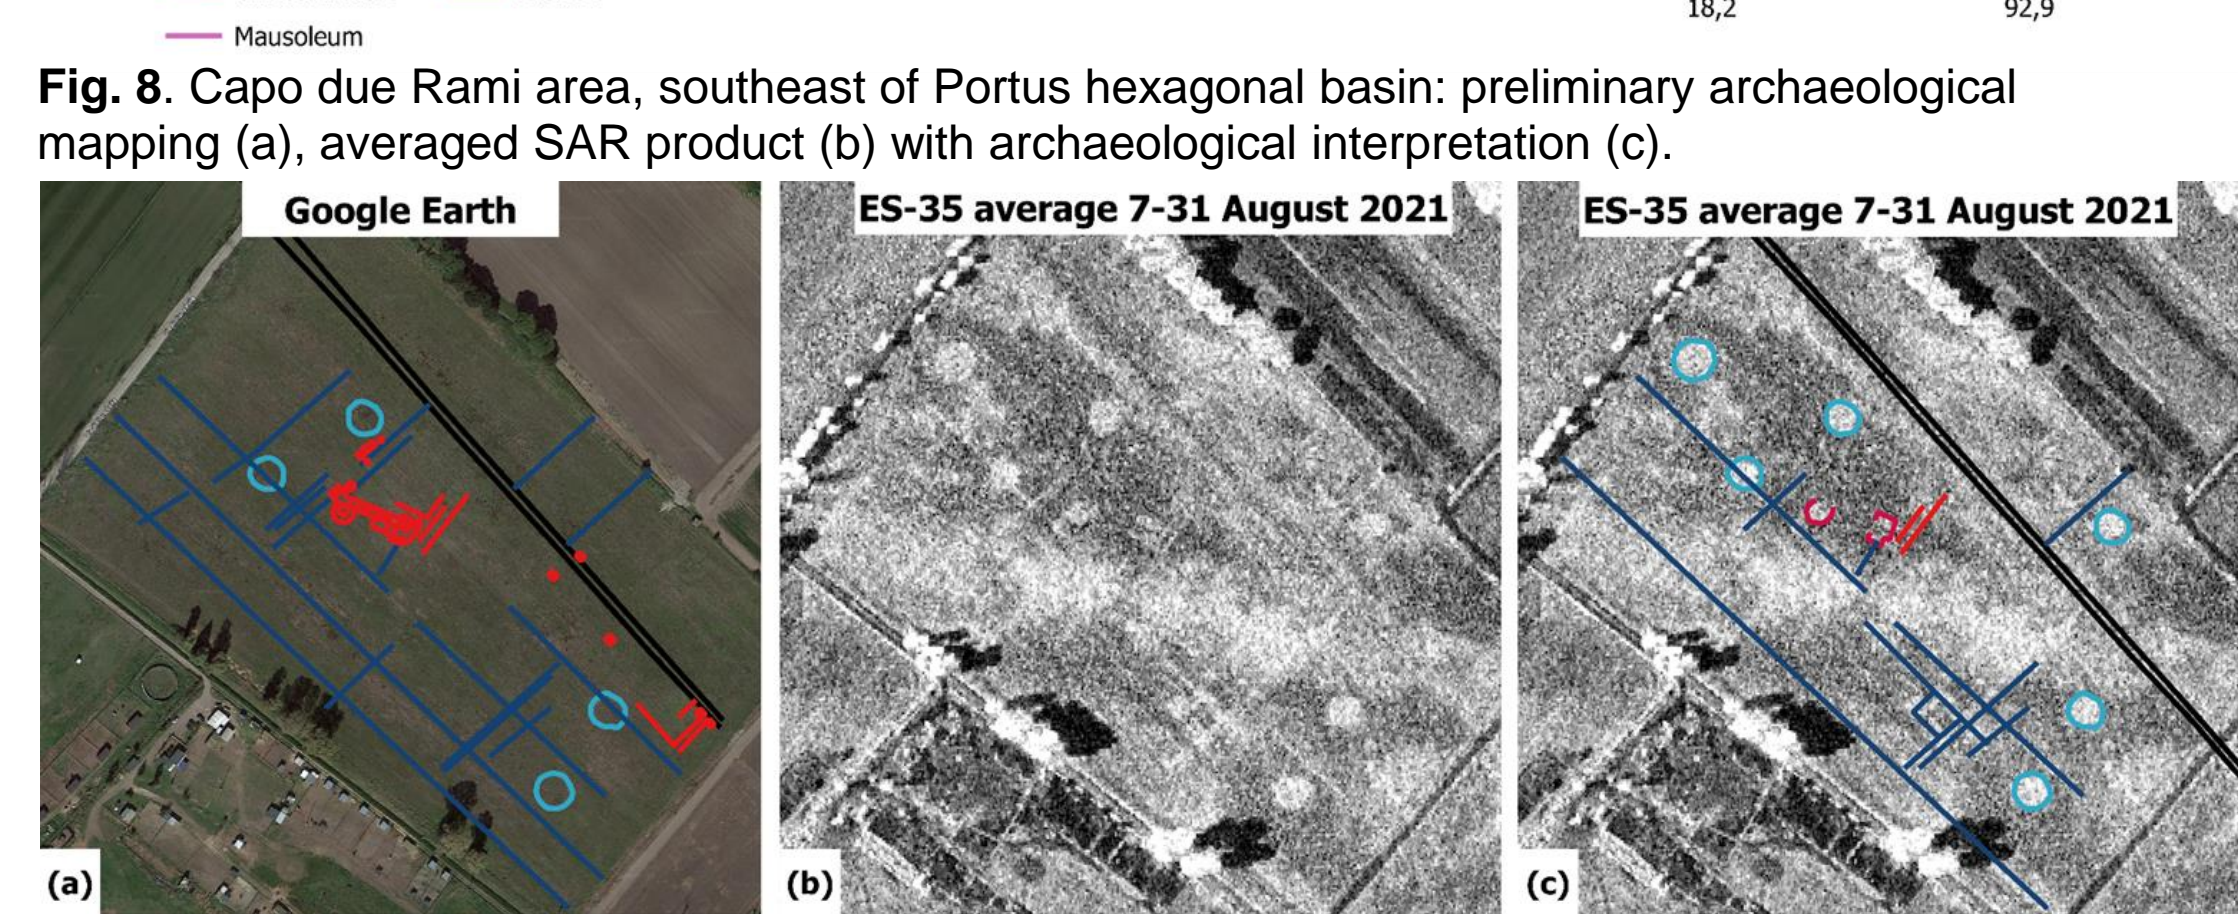 18,2 92,9
Mausoleum
Fig. 8. Capo due Rami area, southeast of Portus hexagonal basin: preliminary archaeological
mapping (a), averaged SAR product (b) with archaeological interpretation (c).
Google Earth
ES-35 average 7-31 August 2021
ES-35 average 7-31 August 2021
(a)
(b)
(c)